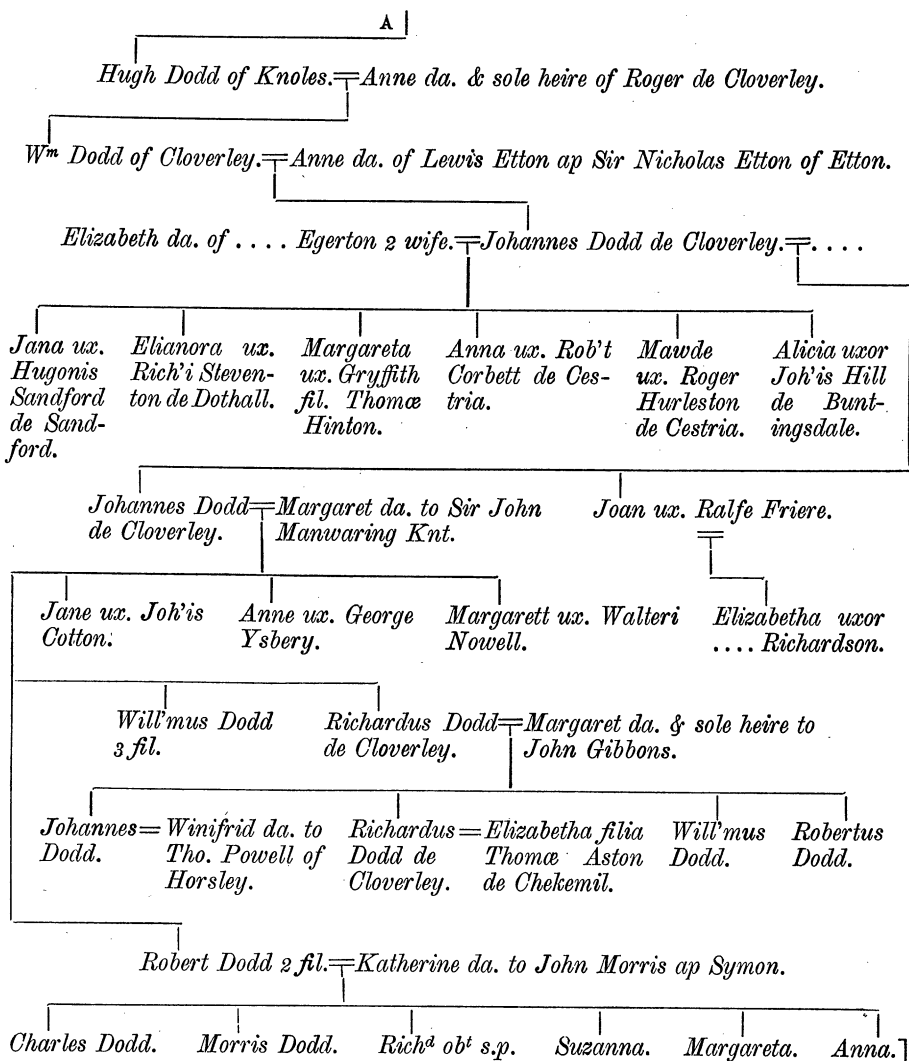 A
Hugh Dodd of Knoles.=Anne da. & sole heire of Roger de Cloverley.
Wᵐ Dodd of Cloverley.=Anne da. of Lewis Etton ap Sir Nicholas Etton of Etton.
Elizabeth da. of . . . . Egerton 2 wife.=Johannes Dodd de Cloverley.=. . . .
Jana ux.
Hugonis
Sandford
de Sand-
ford.
Elianora ux.
Rich'i Steven-
ton de Dothall.
Margareta
ux. Gryffith
fil. Thomæ
Hinton.
Anna ux. Rob't
Corbett de Ces-
tria.
Mawde
ux. Roger
Hurleston
de Cestria.
Alicia uxor
Joh'is Hill
de Bunt-
ingsdale.
Johannes Dodd=Margaret da. to Sir John
de Cloverley. Manwaring Knt.
Joan ux. Ralfe Friere.
Jane ux. Joh'is
Cotton.
Anne ux. George
Ysbery.
Margarett ux. Walteri
Nowell.
Elizabetha uxor
. . . . Richardson.
Will'mus Dodd
3 fil.
Richardus Dodd=Margaret da. & sole heire to
de Cloverley. John Gibbons.
Johannes=Winifrid da. to
Dodd. Tho. Powell of
Horsley.
Richardus=Elizabetha filia
Dodd de Thomæ Aston
Cloverley. de Chekemil.
Will'mus
Dodd.
Robertus
Dodd.
Robert Dodd 2 fil.=Katherine da. to John Morris ap Symon.
Charles Dodd. Morris Dodd. Richᵈ obᵗ s.p. Suzanna. Margareta. Anna.]